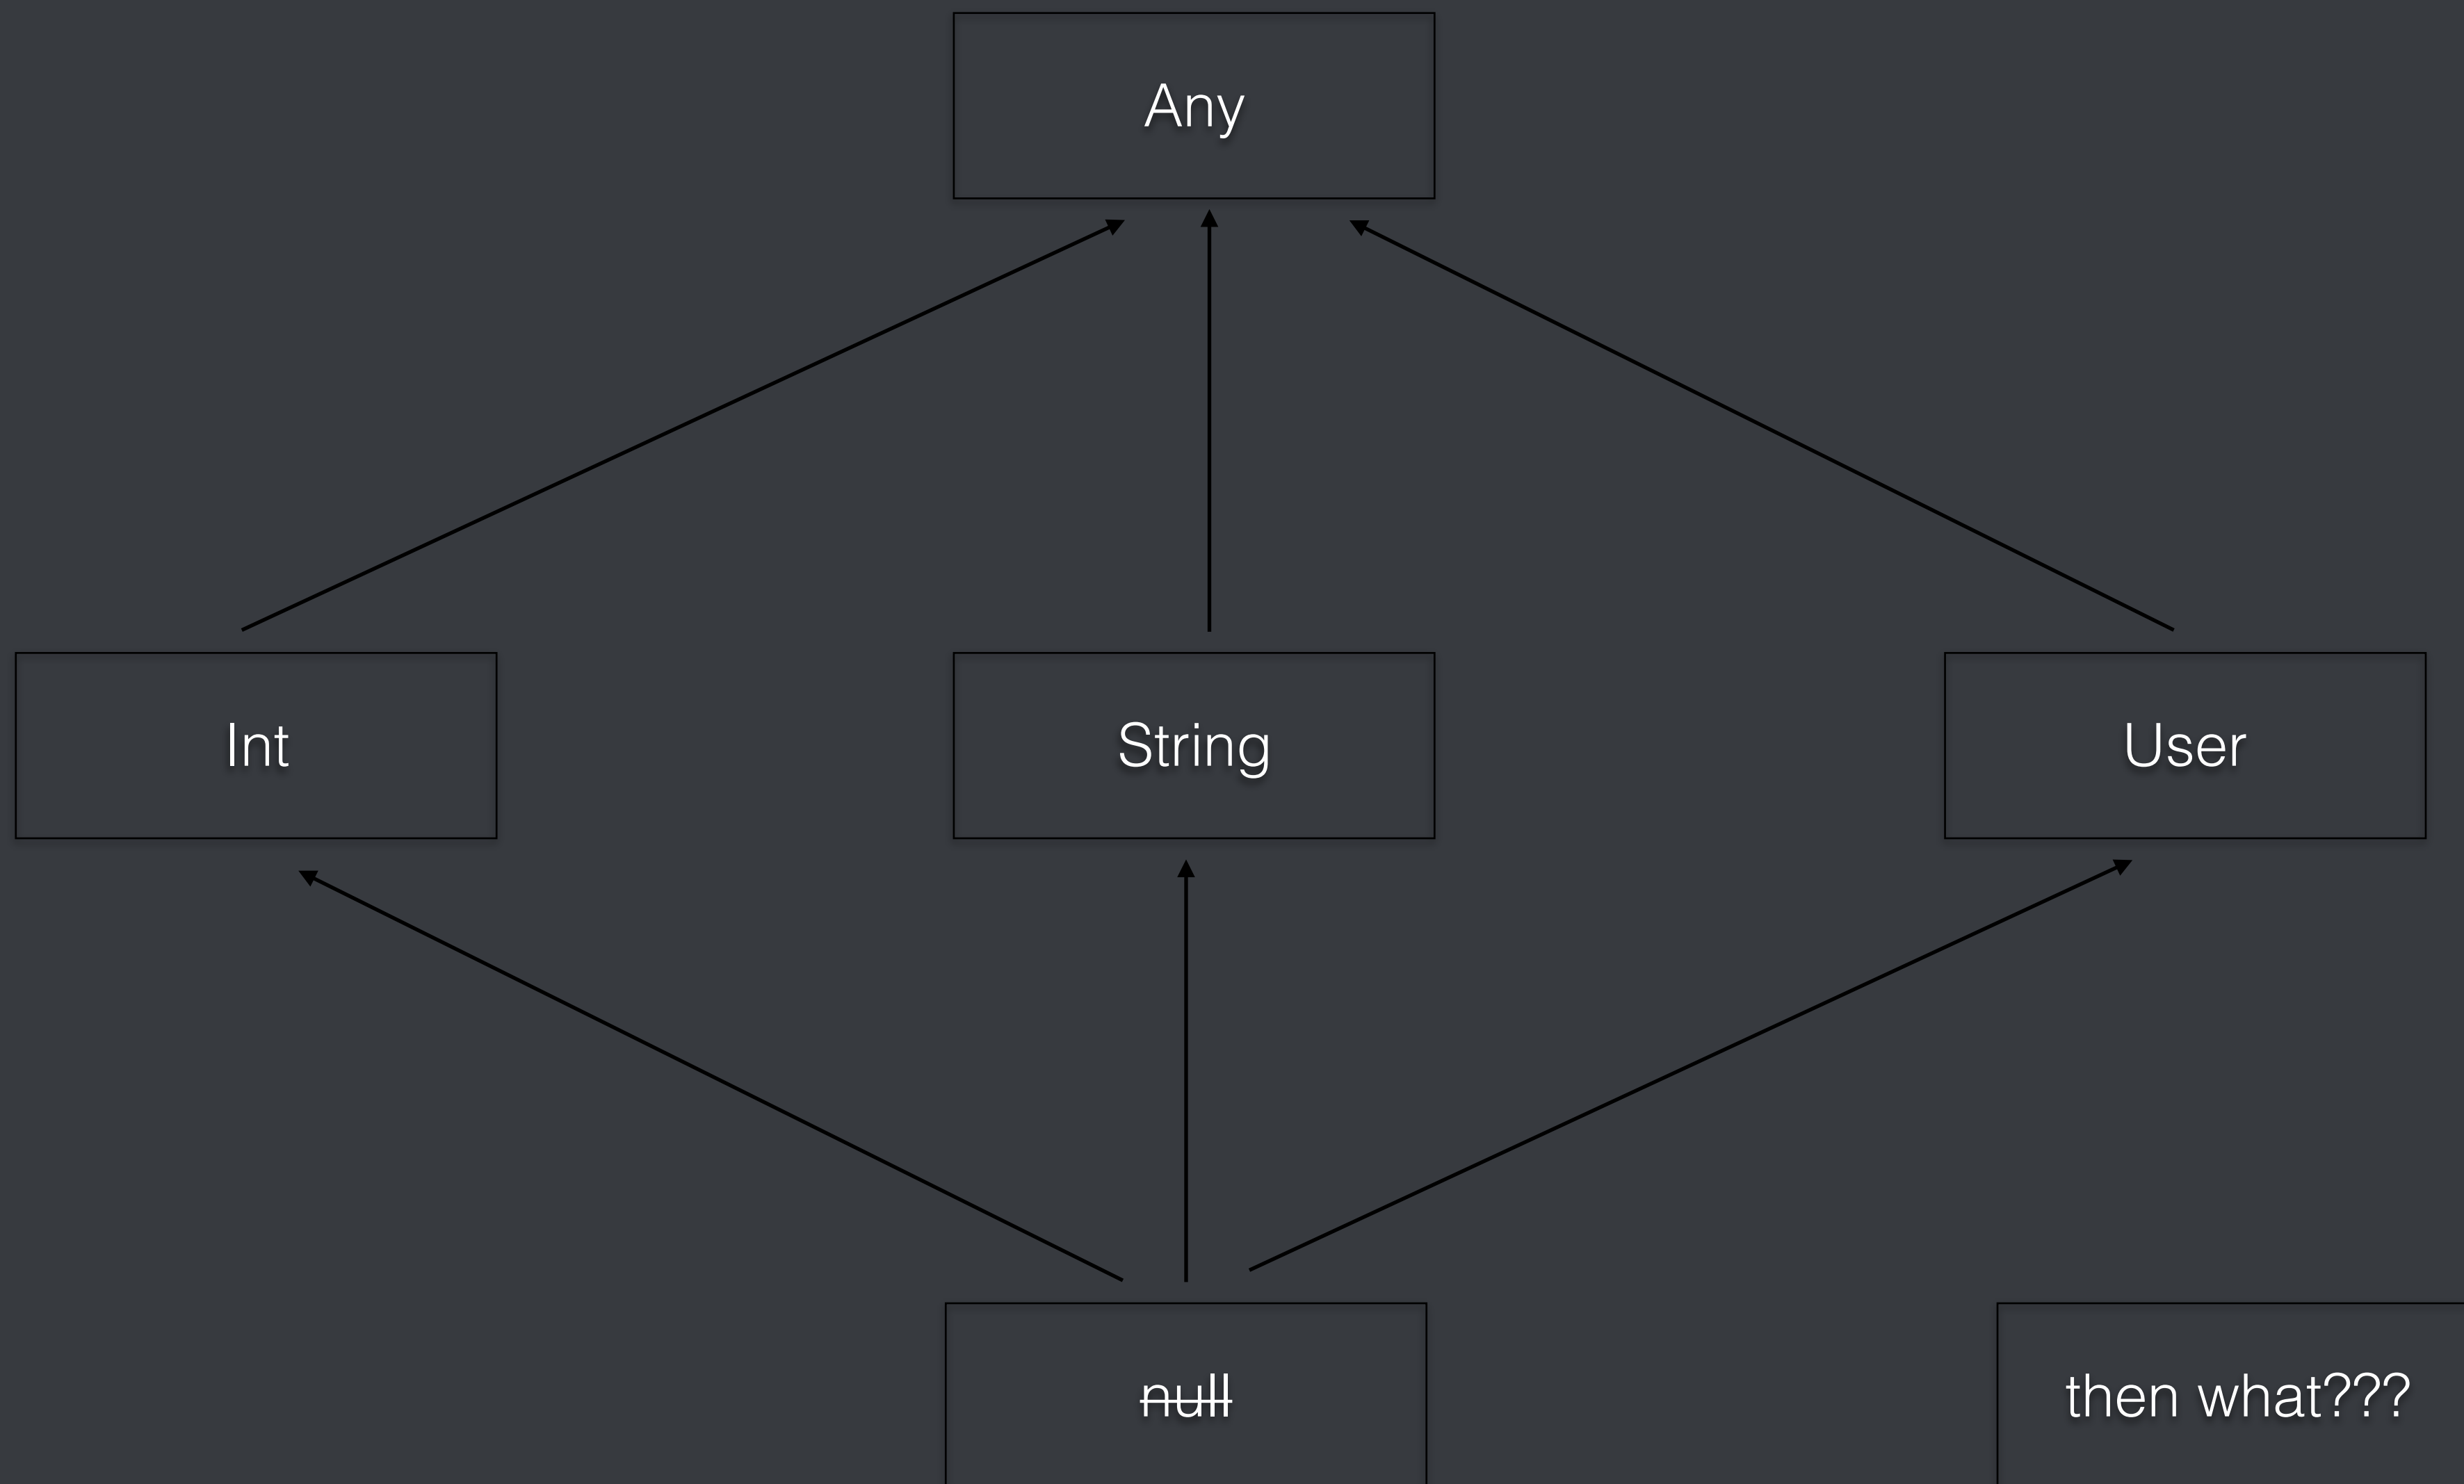 Any
Int
String
User
null
then what???